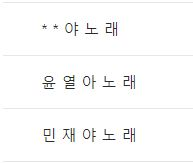 * * 야 노 래
윤 열 아 노 래
민 재 야 노 래